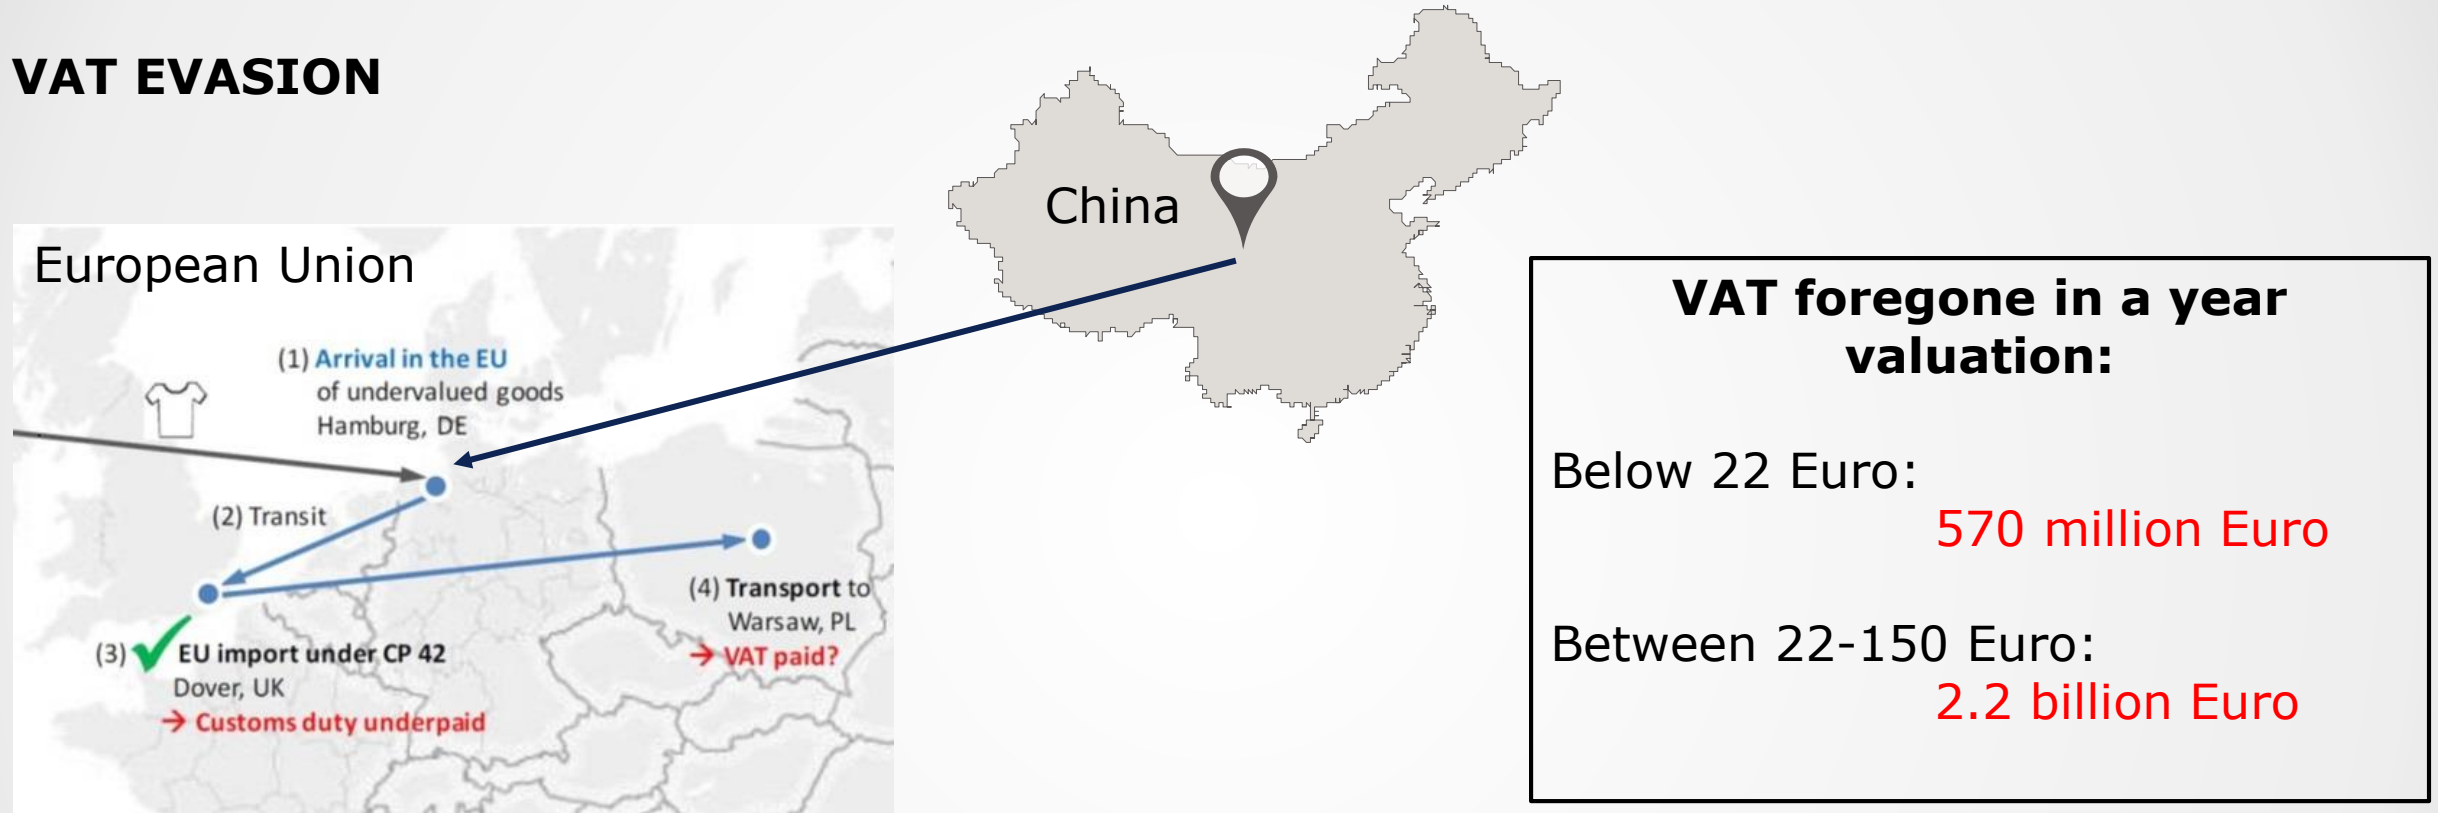 VAT EVASION
China
European Union
(1) Arrival in the EU
of undervalued goods
Hamburg, DE
(2) Transit
(3) EU import under CP 42
Dover, UK
→ Customs duty underpaid
(4) Transport to
Warsaw, PL
→ VAT paid?
VAT foregone in a year
valuation:
Below 22 Euro:
570 million Euro
Between 22-150 Euro:
2.2 billion Euro